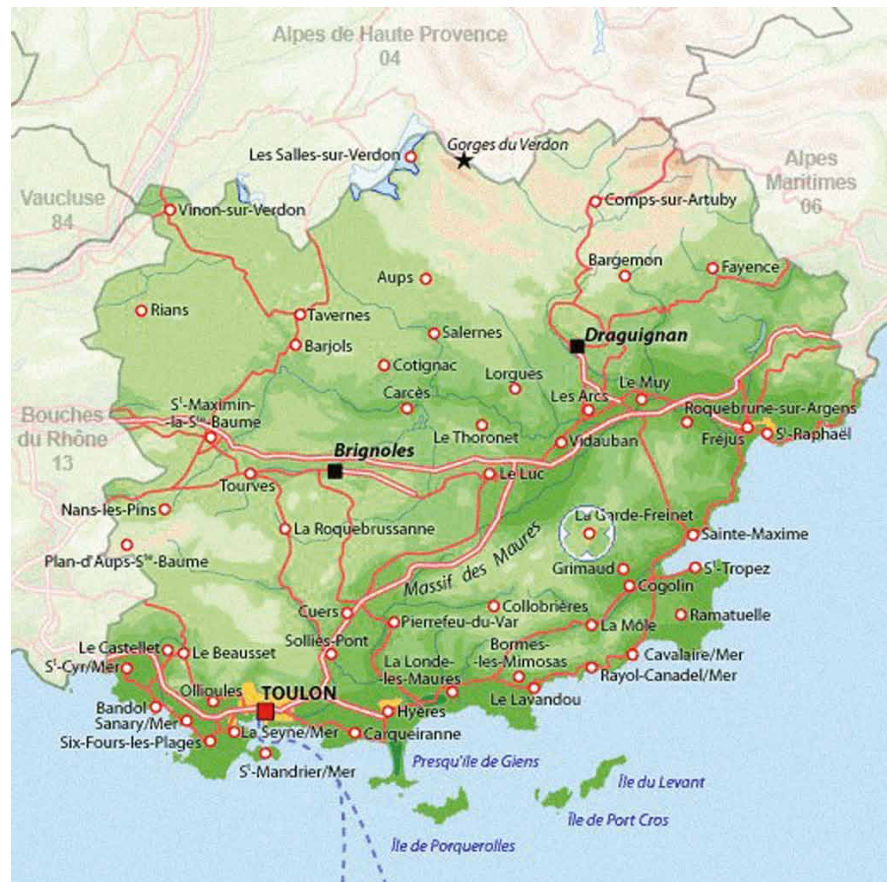 Alpes de Haute Provence
04
Gorges du Verdon
Les Salles-sur-Verdon
Alpes
Maritimes
06
Vaucluse
84
Vinon-sur-Verdon
Comps-sur-Artuby
Bargemon
Fayence
Aups
Rians
Tavernes
Salernes
Draguignan
Barjols
Cotignac
Lorgues
Le Muy
Carcès
Les Arcs
St-Maximin-
la-Ste-Baume
Roquebrune-sur-Argens
Bouches
du Rhône
13
Le Thoronet
Vidauban
Fréjus
St-Raphaël
Brignoles
Tourves
Le Luc
Nans-les-Pins
La Roquebrussanne
La Garde-Freinet
Sainte-Maxime
Plan-d'Aups-Ste-Baume
Massif des Maures
Grimaud
St-Tropez
Cogolin
Cuers
Collobrières
Ramatuelle
Pierrefeu-du-Var
La Môle
Solliès-Pont
Bormes-
les-Mimosas
Le Castellet
Le Beausset
Cavalaire/Mer
St-Cyr/Mer
La Londe-
les-Maures
Rayol-Canadel/Mer
Ollioules
TOULON
Le Lavandou
Bandol
Hyères
Sanary/Mer
La Seyne/Mer
Carqueiranne
Six-Fours-les-Plages
St-Mandrier/Mer
Presqu'île de Giens
Île du Levant
Île de Port Cros
Île de Porquerolles